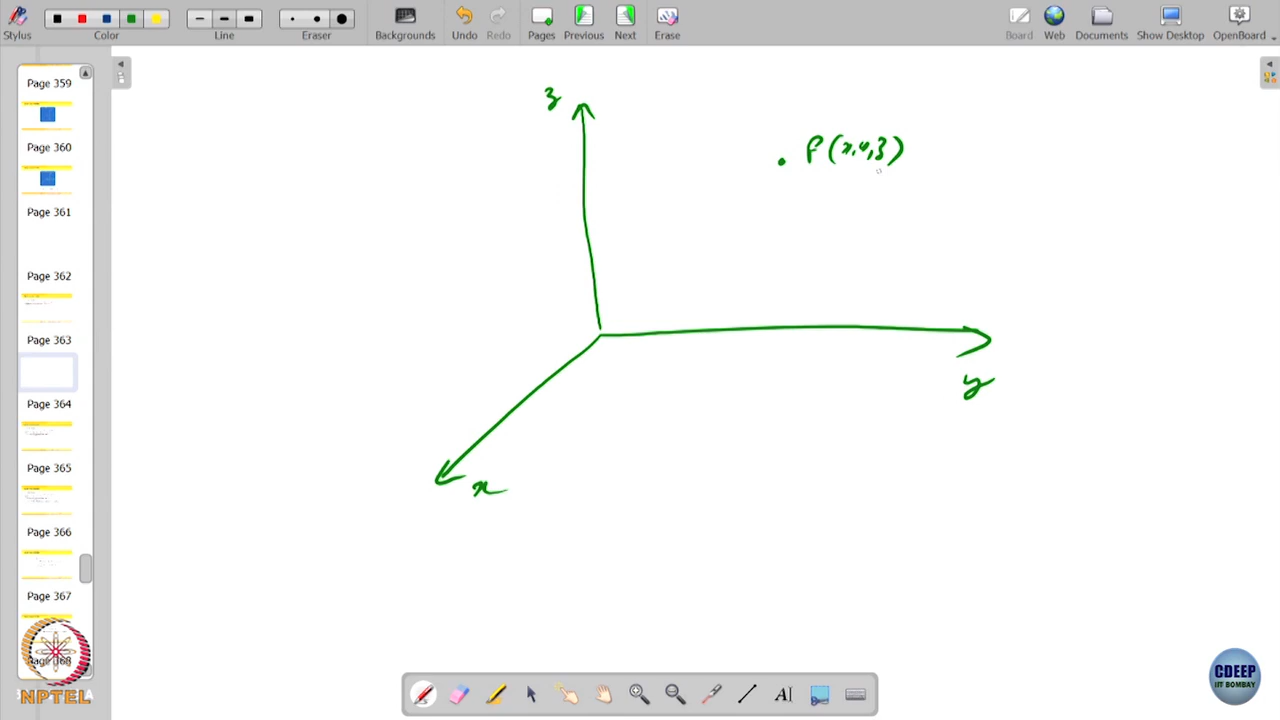 Stylus
Color
Line
Eraser
Backgrounds
Undo
Redo
Pages
Previous
Next
Erase
Board
Web
Documents
Show Desktop
OpenBoard
Page 359
Page 360
Page 361
Page 362
Page 363
Page 364
Page 365
Page 366
Page 367
Page 368
z
P(x,y,z)
y
x
NPTEL
CDEEP
IIT BOMBAY